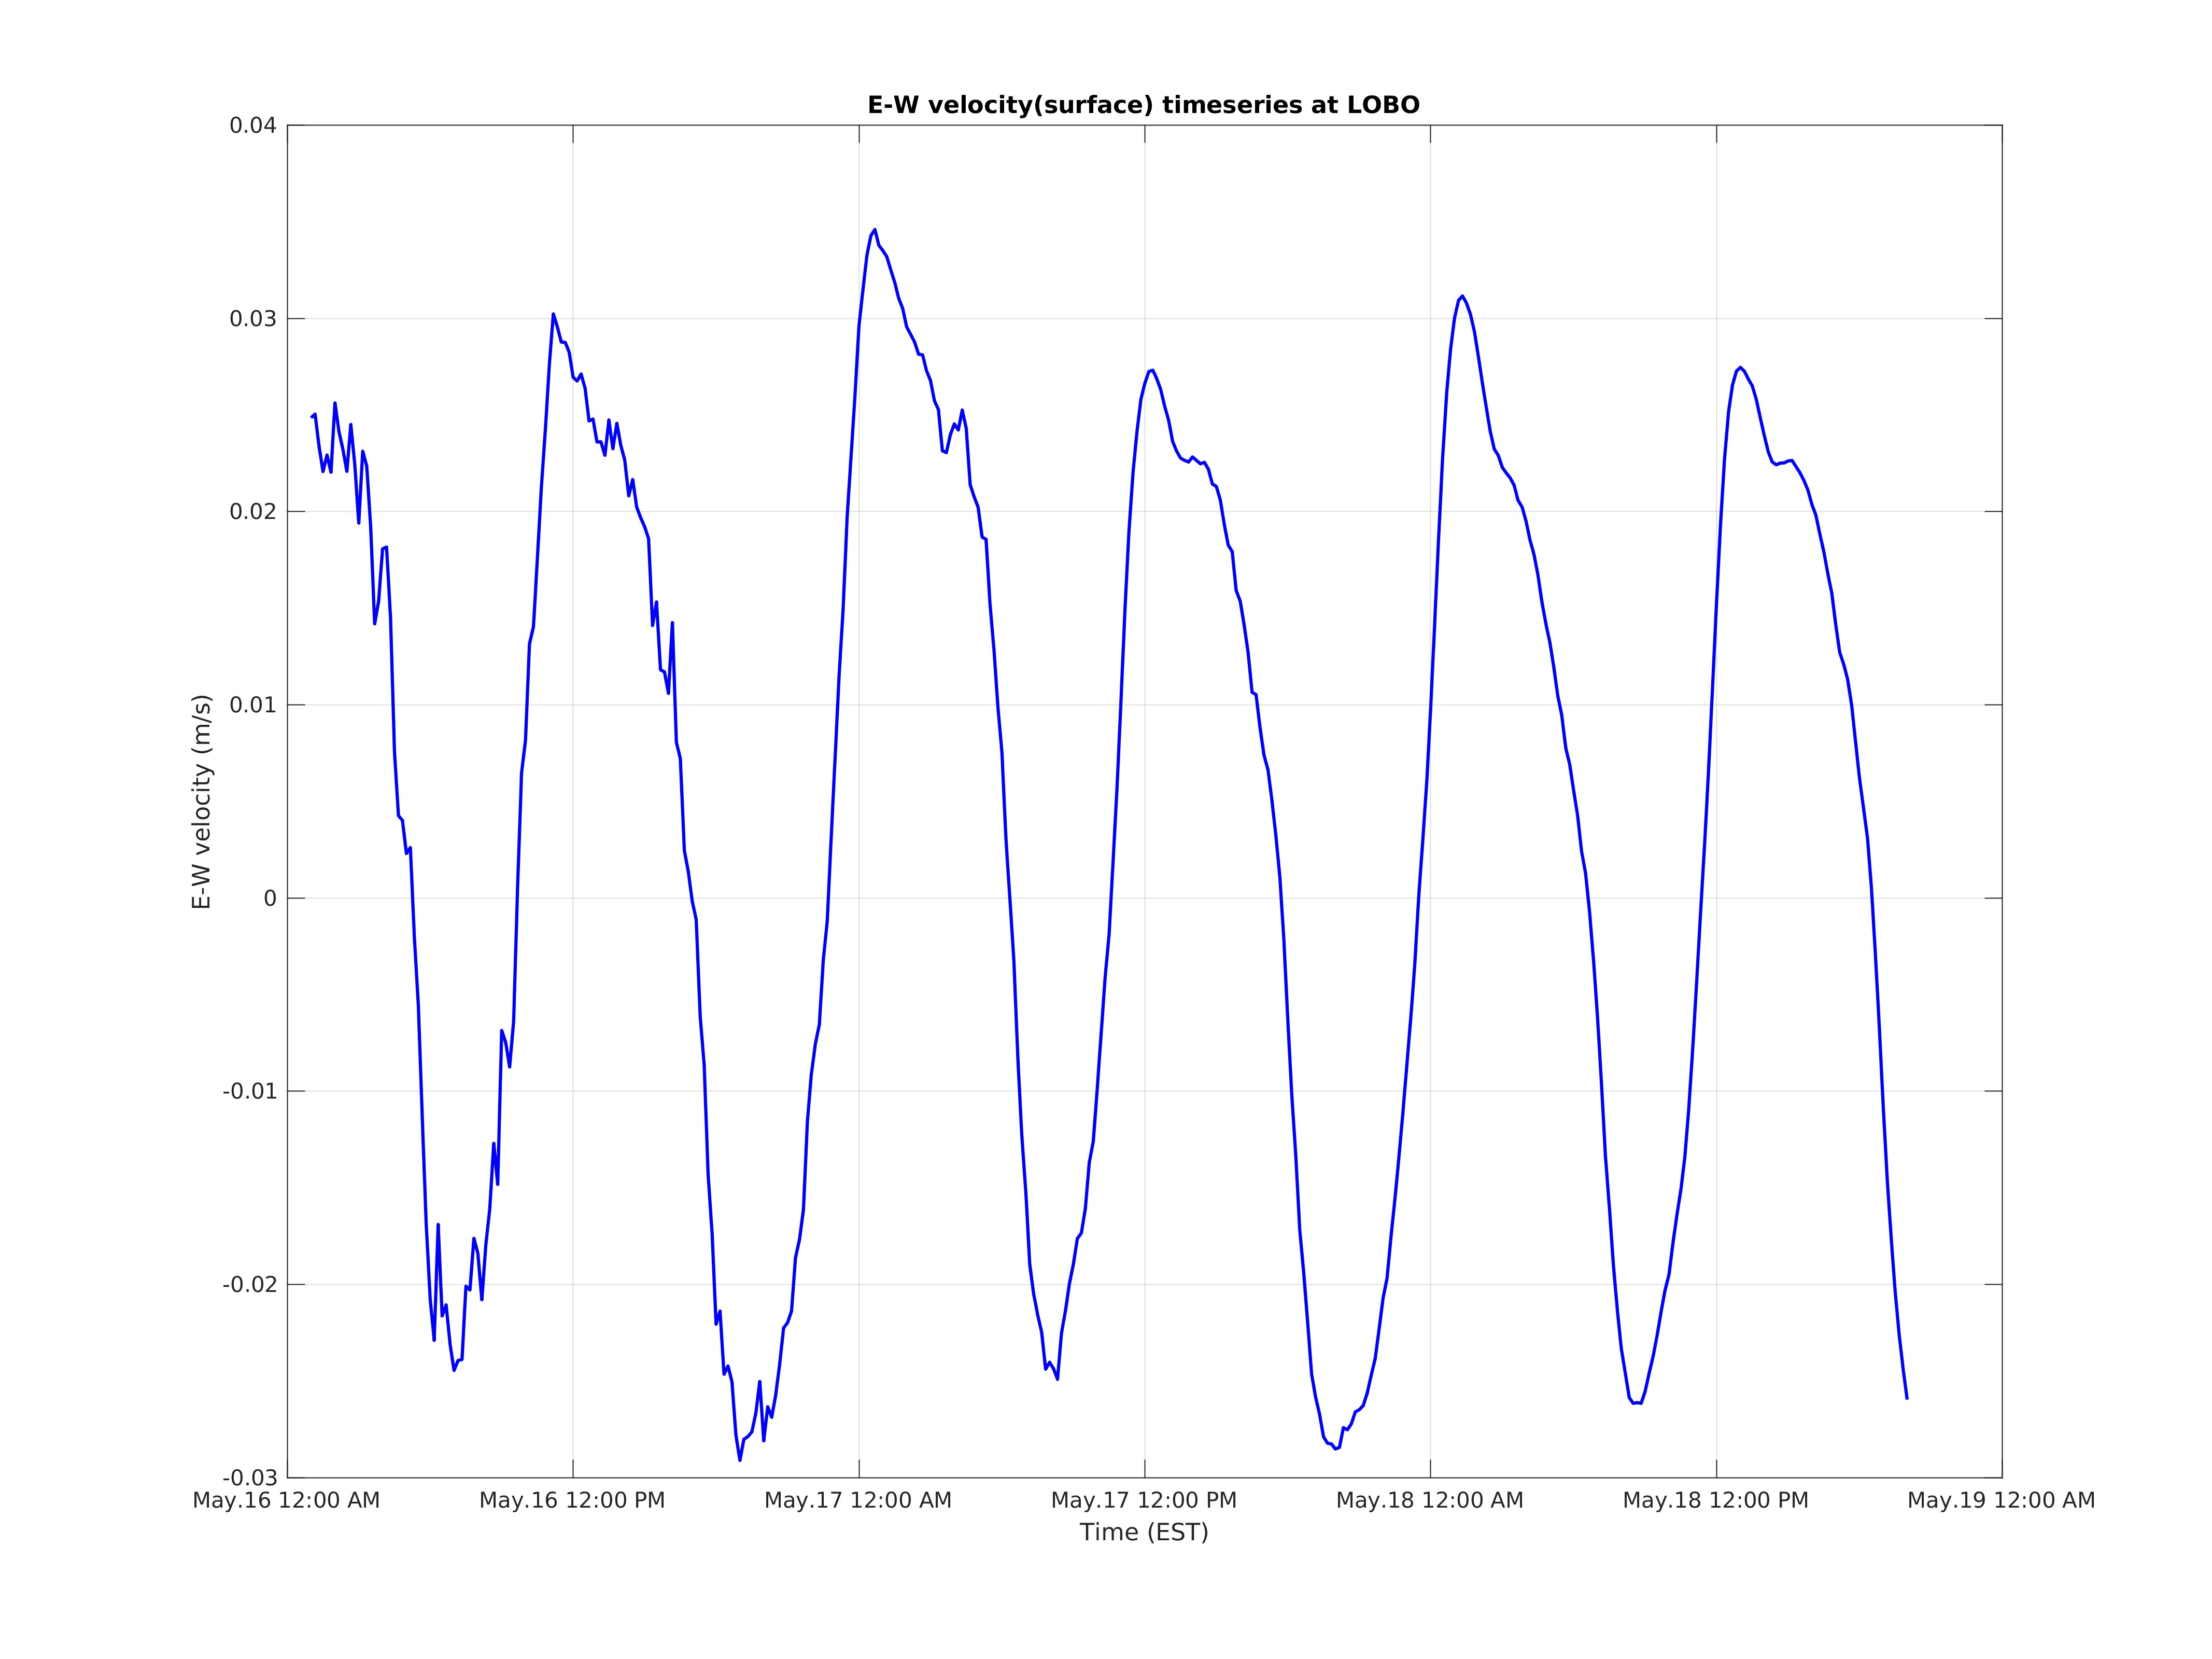 E-W velocity(surface) timeseries at LOBO
0.04
0.03
0.02
0.01
0
-0.01
-0.02
-0.03
E-W velocity (m/s)
May.16 12:00 AM May.16 12:00 PM May.17 12:00 AM May.17 12:00 PM May.18 12:00 AM May.18 12:00 PM May.19 12:00 AM
Time (EST)